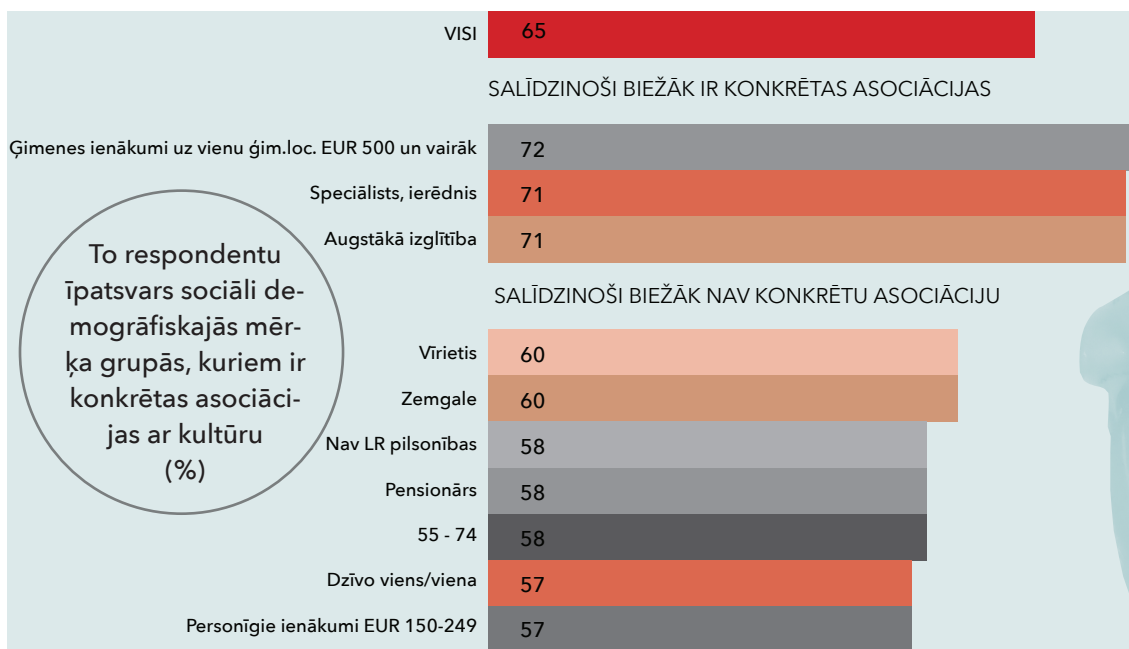 VISI 65
SALĪDZINOŠI BIEŽĀK IR KONKRĒTAS ASOCIĀCIJAS
Ģimenes ienākumi uz vienu ģim.loc. EUR 500 un vairāk 72
Speciālists, ierēdnis 71
Augstākā izglītība 71
To respondentu
īpatsvars sociāli de-
mogrāfiskajās mēr-
ķa grupās, kuriem ir
konkrētas asociāci-
jas ar kultūru
(%)
SALĪDZINOŠI BIEŽĀK NAV KONKRĒTU ASOCIĀCIJU
Vīrietis 60
Zemgale 60
Nav LR pilsonības 58
Pensionārs 58
55 - 74 58
Dzīvo viens/viena 57
Personīgie ienākumi EUR 150-249 57